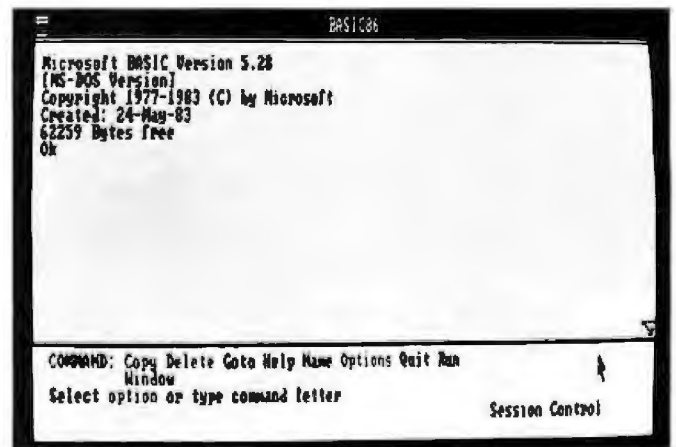 BASIC86
Microsoft BASIC Version 5.28
[MS-DOS Version]
Copyright 1977-1983 (C) by Microsoft
Created: 24-May-83
62259 Bytes free
Ok
COMMAND: Copy Delete Goto Help Name Options Quit Run
Window
Select option or type command letter
Session Control